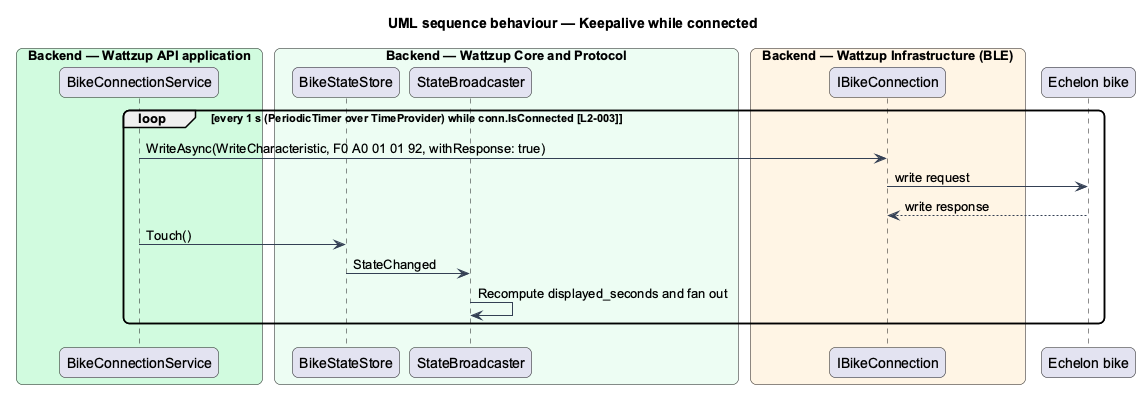 UML sequence behaviour — Keepalive while connected
Backend — Wattzup API application
Backend — Wattzup Core and Protocol
Backend — Wattzup Infrastructure (BLE)
BikeConnectionService
BikeStateStore
StateBroadcaster
IBikeConnection
Echelon bike
loop
[every 1 s (PeriodicTimer over TimeProvider) while conn.IsConnected [L2-003]]
WriteAsync(WriteCharacteristic, F0 A0 01 01 92, withResponse: true)
write request
write response
Touch()
StateChanged
Recompute displayed_seconds and fan out
BikeConnectionService
BikeStateStore
StateBroadcaster
IBikeConnection
Echelon bike